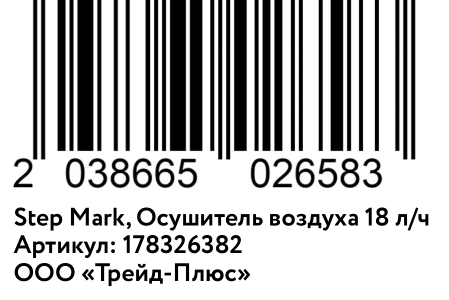 2 038665 026583
Step Mark, Осушитель воздуха 18 л/ч
Артикул: 178326382
ООО «Трейд-Плюс»